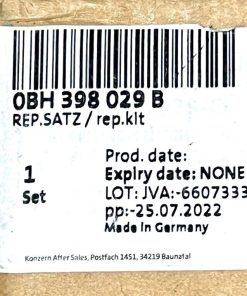 0BH 398 029 B
REP.SATZ / rep.kit
1
Set
Prod. date:
Expiry date: NONE
LOT: JVA:-6607333
pp:-25.07.2022
Made in Germany
Konzern After Sales, Postfach 1451, 34219 Baunatal